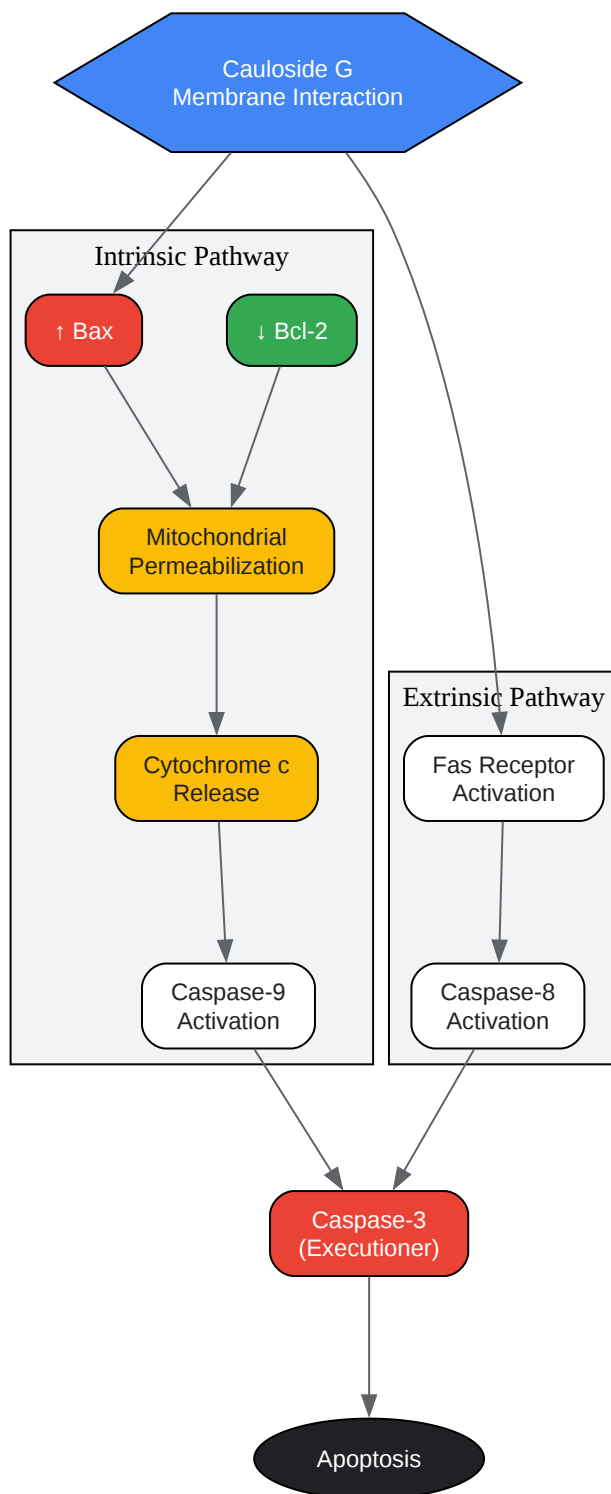 Cauloside G
Membrane Interaction
Intrinsic Pathway
↑ Bax
↓ Bcl-2
Mitochondrial
Permeabilization
Extrinsic Pathway
Cytochrome c
Release
Fas Receptor
Activation
Caspase-9
Activation
Caspase-8
Activation
Caspase-3
(Executioner)
Apoptosis